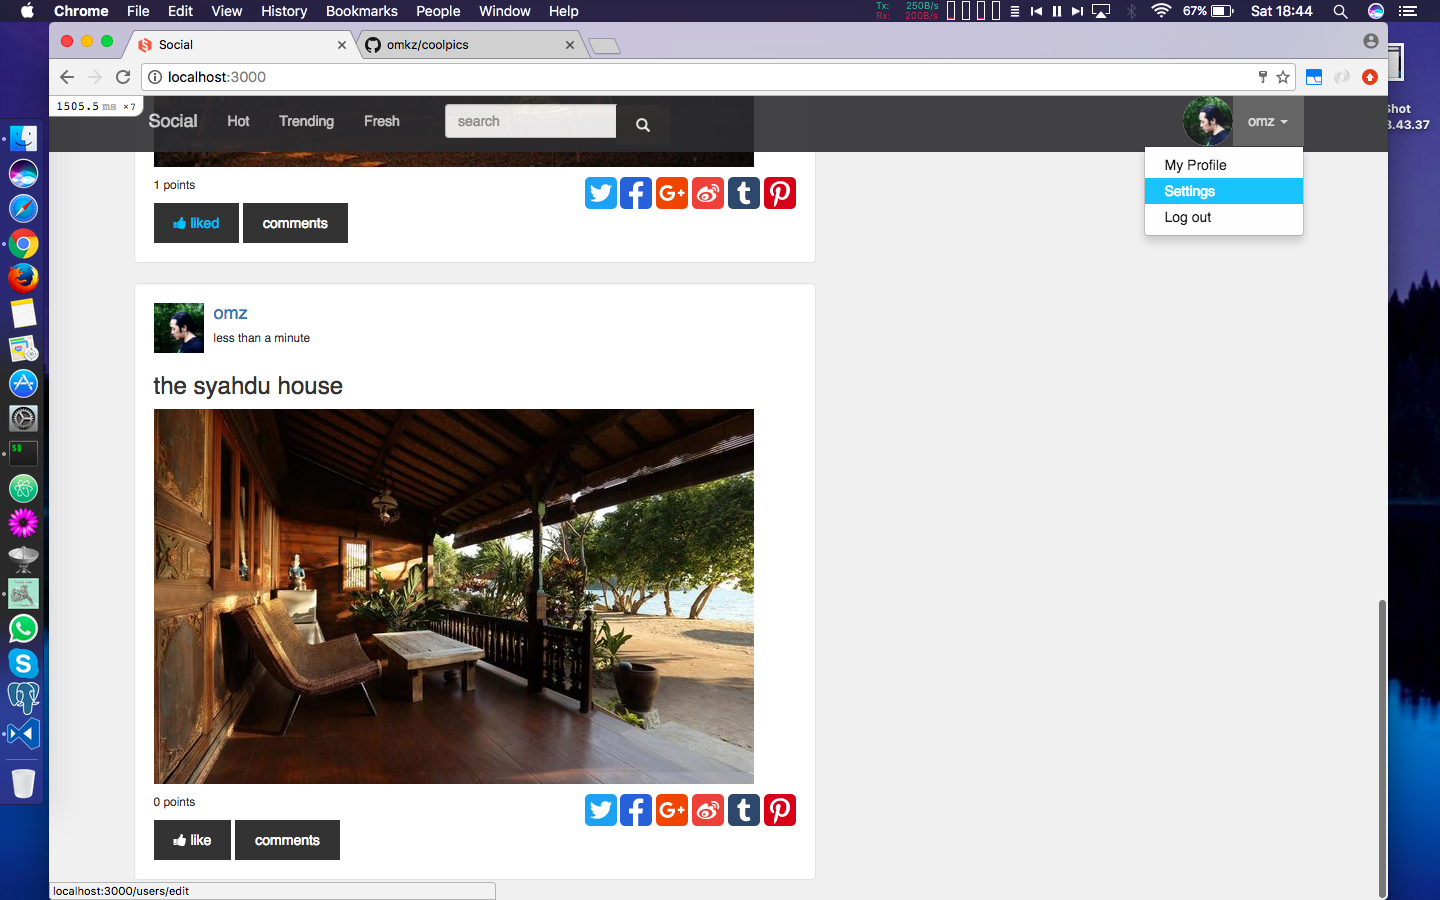 Chrome File Edit View History Bookmarks People Window Help
Tx: 250B/s
Rx: 200B/s
67% Sat 18:44
Social
omkz/coolpics
localhost:3000
hot
3.43.37
1505.5 ms ×7
Social Hot Trending Fresh search omz
My Profile
Settings
Log out
1 points
liked comments
omz
less than a minute
the syahdu house
0 points
like comments
localhost:3000/users/edit